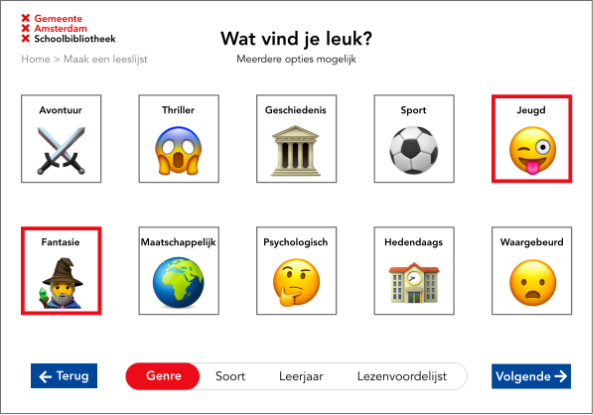 Gemeente
Amsterdam
Schoolbibliotheek
Home > Maak een leeslijst
Wat vind je leuk?
Meerdere opties mogelijk
Avontuur
Thriller
Geschiedenis
Sport
Jeugd
Fantasie
Maatschappelijk
Psychologisch
Hedendaags
Waargebeurd
← Terug
Genre
Soort
Leerjaar
Lezenvoordelijst
Volgende →